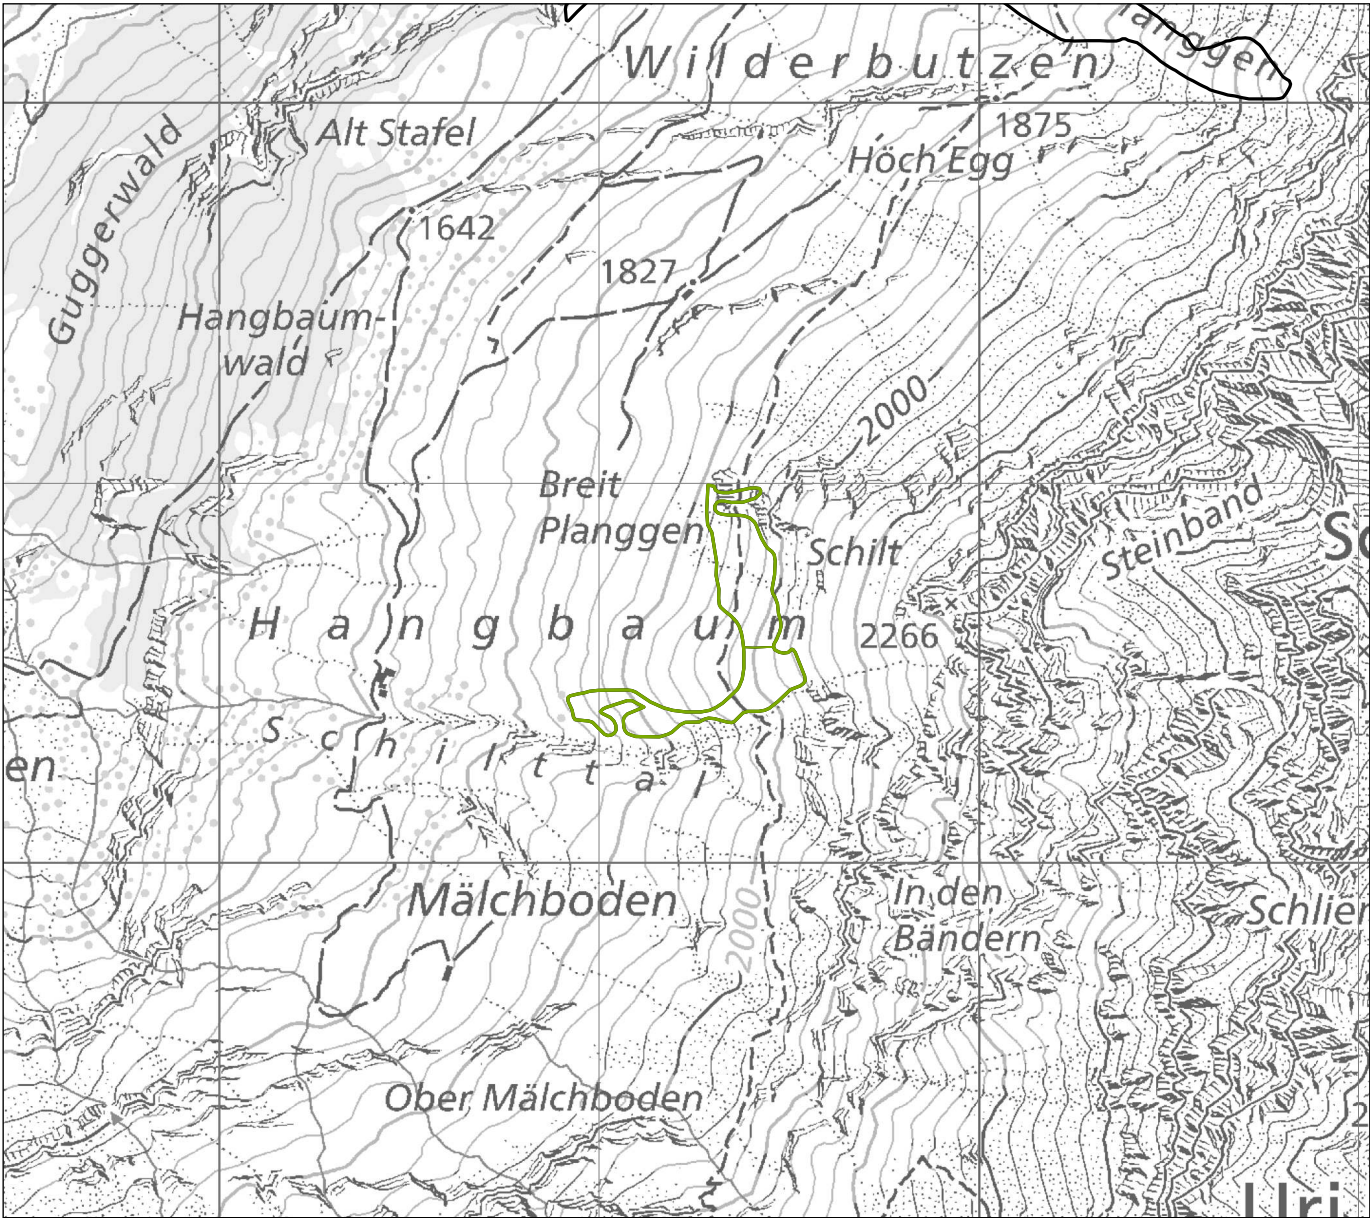 Wilderbutzen
anggen
Alt Stafel
1875
Höch Egg
Guggerwald
1642
1827
Hangbaum-
wald
2000
Breit
Planggen
Schilt
Steinband
Hangbaum
2266
Schilttal
en
Mälchboden
In den
Bändern
2000
Schlie
Ober Mälchboden
Uri